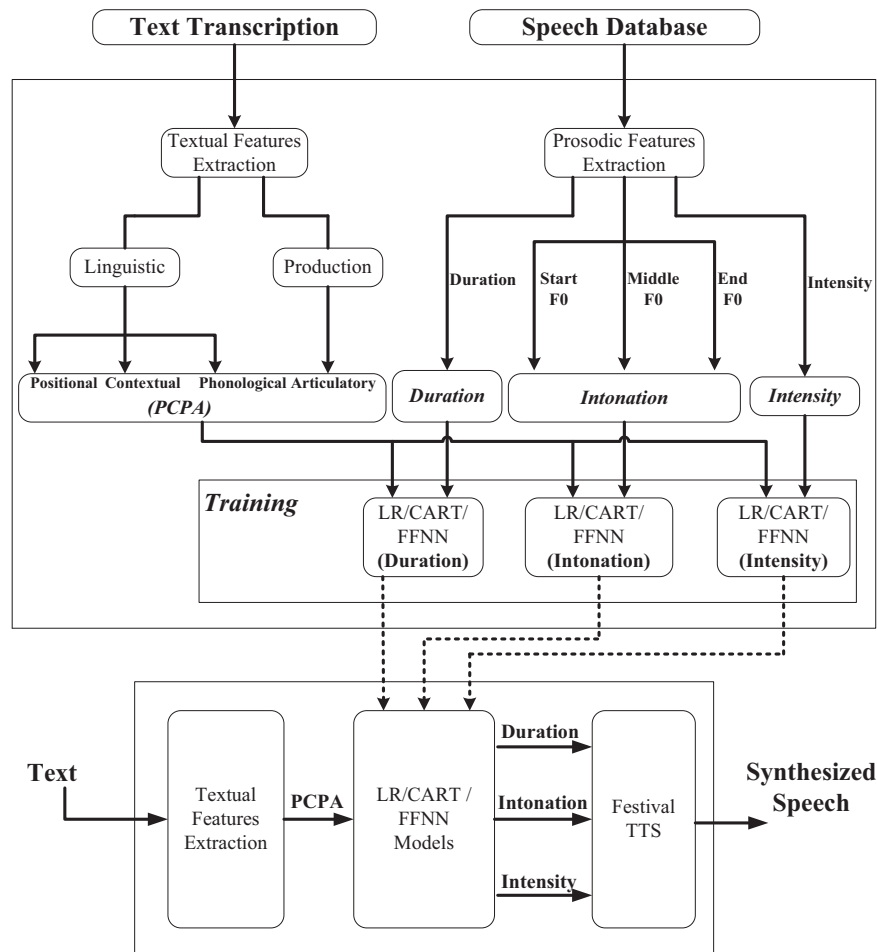 Text Transcription
Speech Database
Textual Features
Extraction
Prosodic Features
Extraction
Linguistic
Production
Duration
Start
F0
Middle
F0
End
F0
Intensity
Positional Contextual Phonological Articulatory
(PCPA)
Duration
Intonation
Intensity
Training
LR/CART/
FFNN
(Duration)
LR/CART/
FFNN
(Intonation)
LR/CART/
FFNN
(Intensity)
Text
Textual
Features
Extraction
PCPA
LR/CART /
FFNN
Models
Duration
Intonation
Intensity
Festival
TTS
Synthesized
Speech